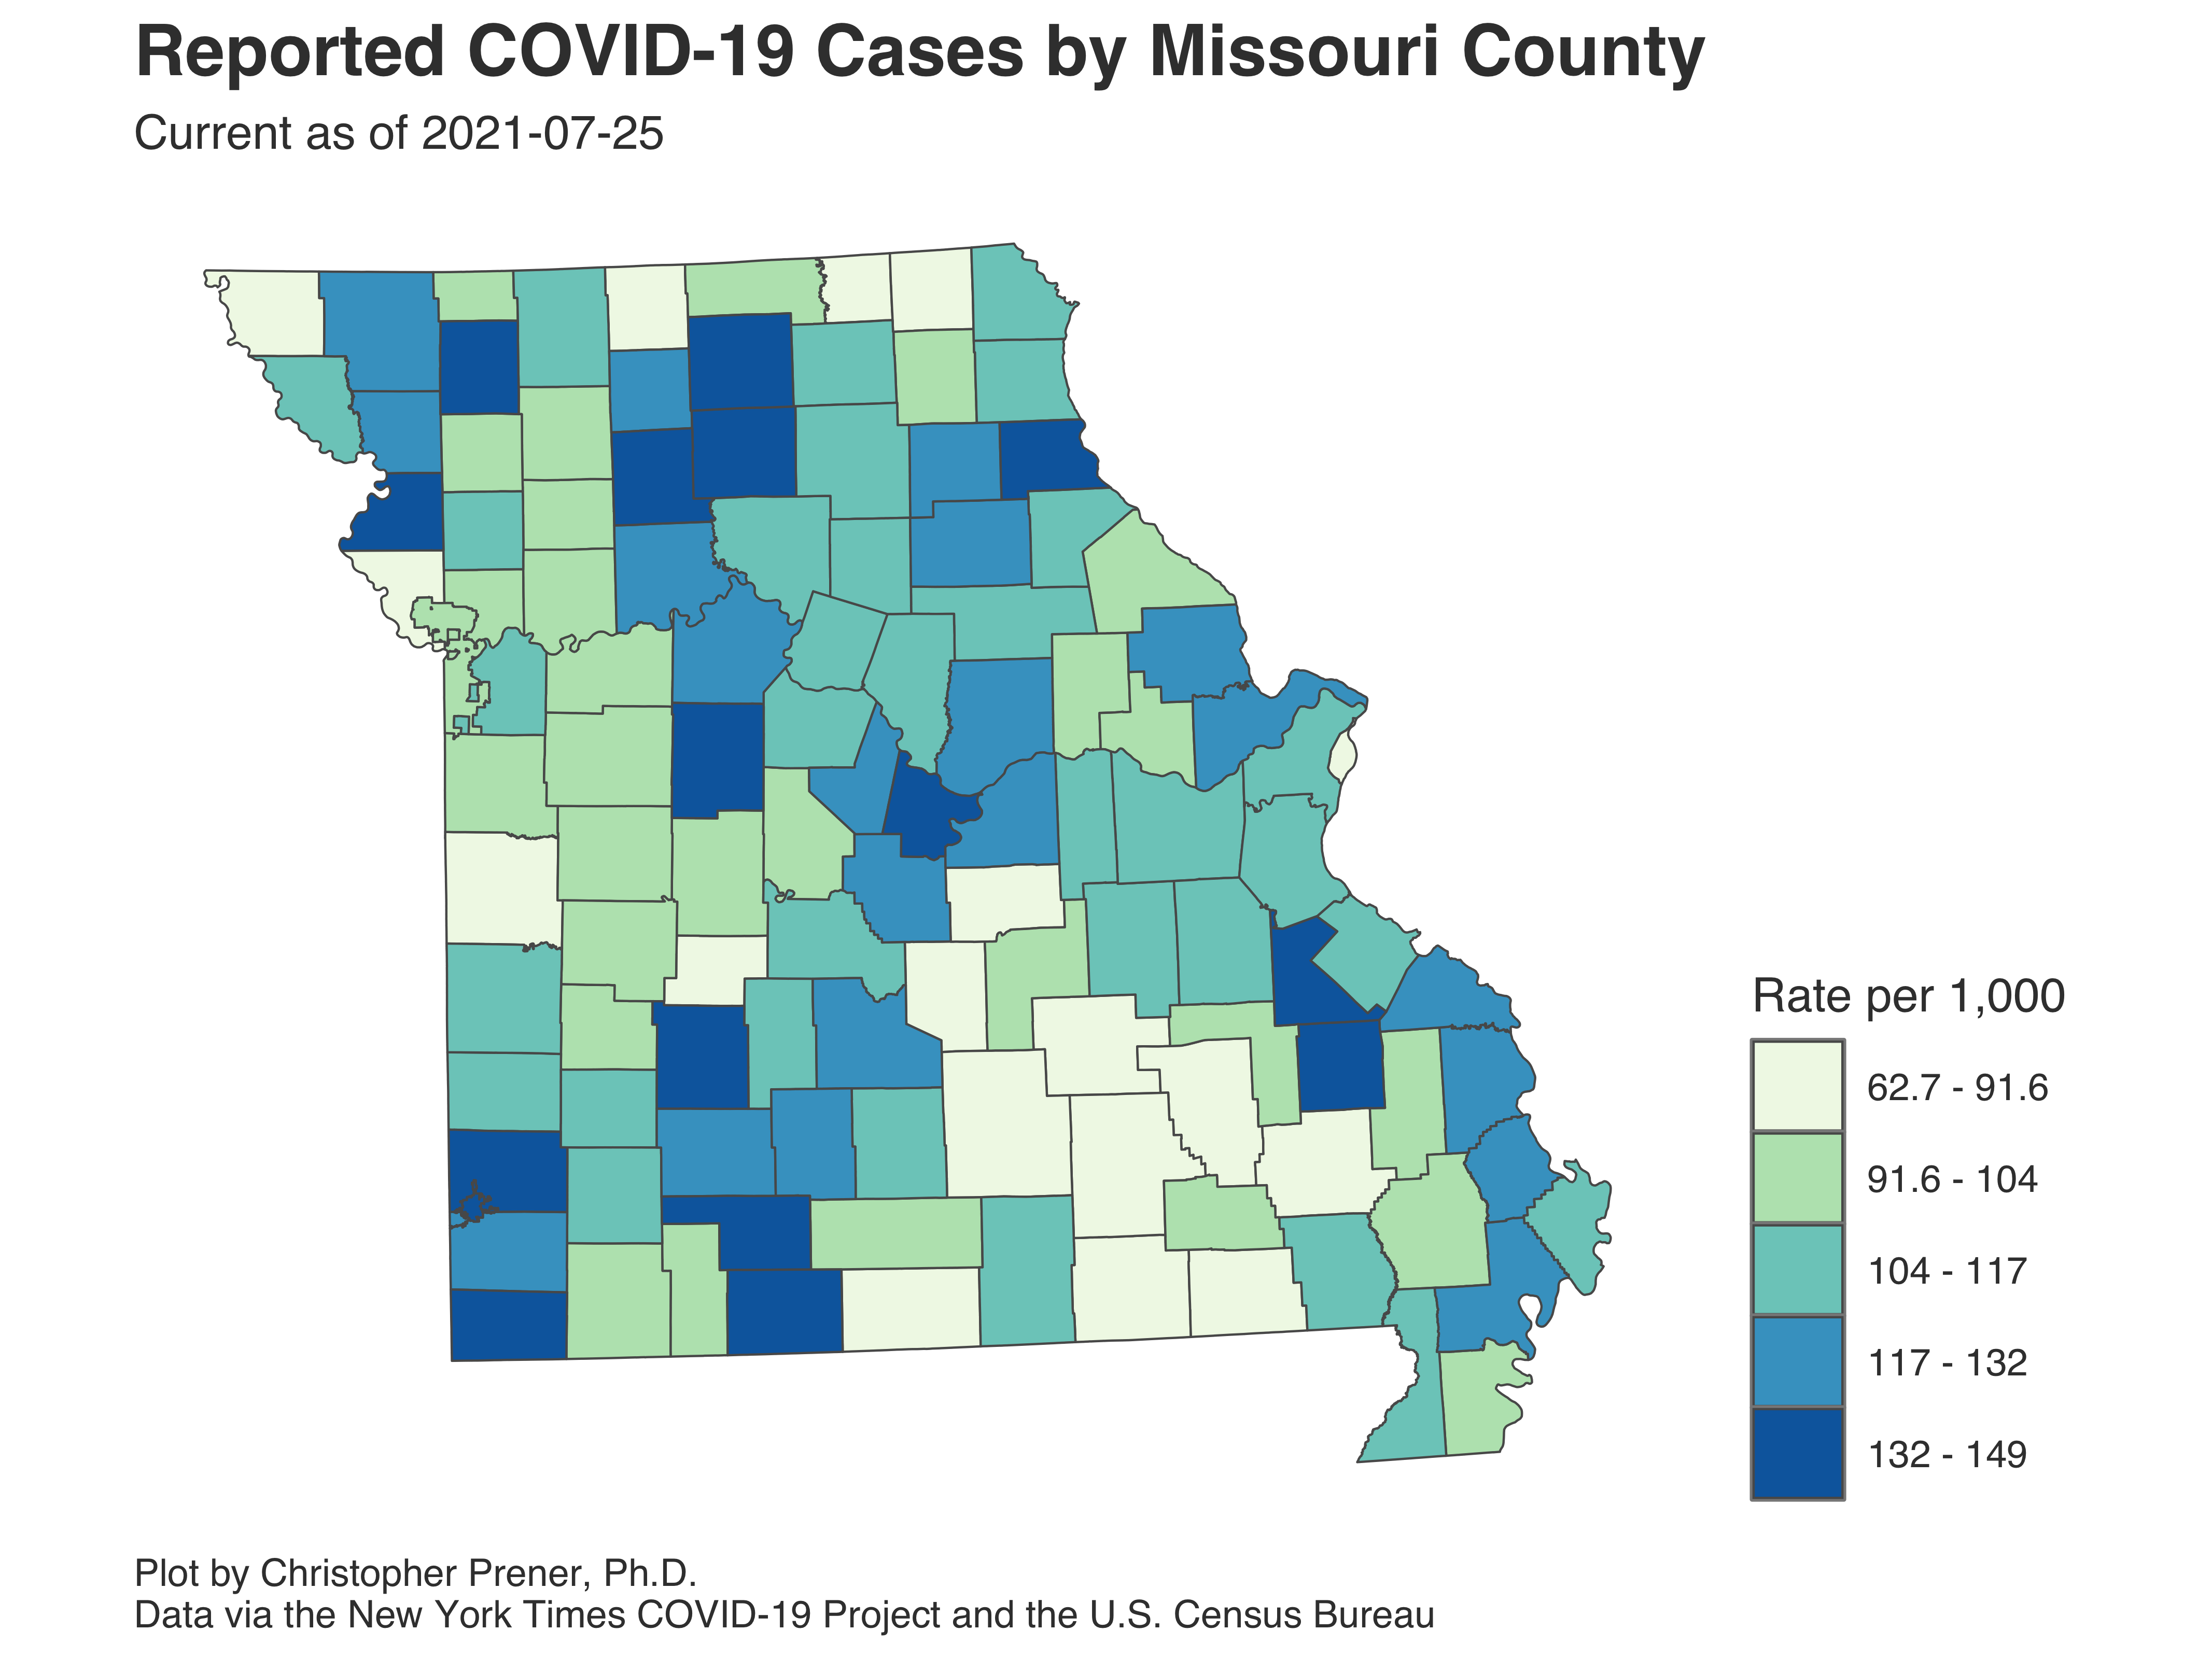 Reported COVID-19 Cases by Missouri County
Current as of 2021-07-25
Rate per 1,000
62.7 - 91.6
91.6 - 104
104 - 117
117 - 132
132 - 149
Plot by Christopher Prener, Ph.D.
Data via the New York Times COVID-19 Project and the U.S. Census Bureau